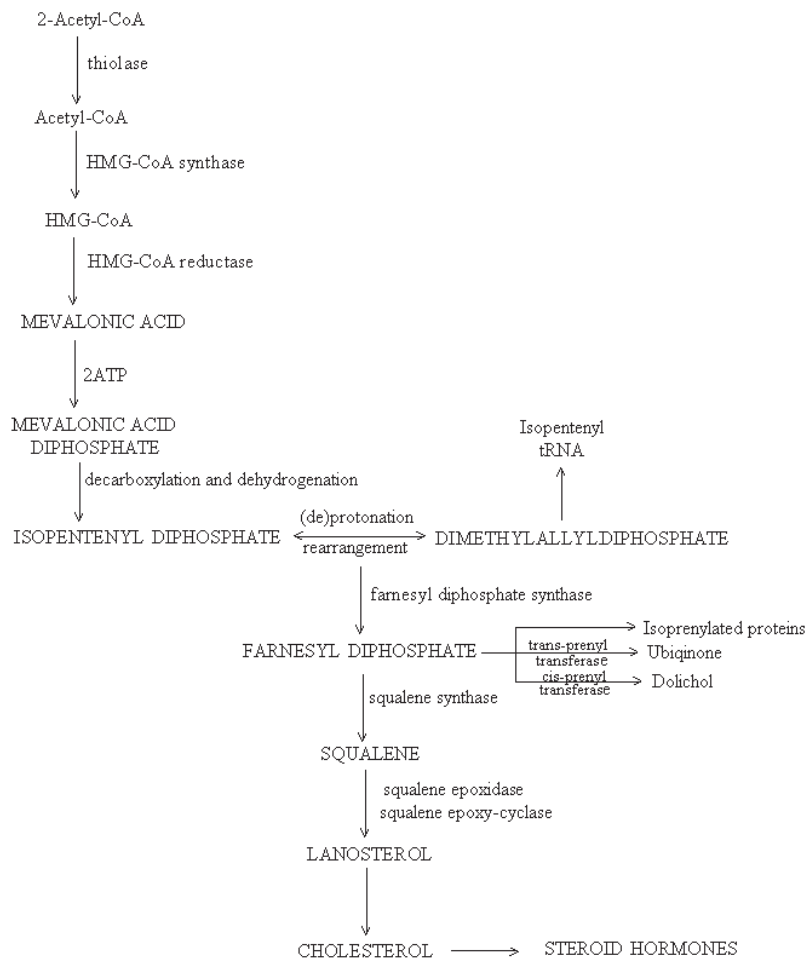 2-Acetyl-CoA
thiolase
Acetyl-CoA
HMG-CoA synthase
HMG-CoA
HMG-CoA reductase
MEVALONIC ACID
2ATP
MEVALONIC ACID
DIPHOSPHATE
Isopentenyl
tRNA
decarboxylation and dehydrogenation
(de)protonation
ISOPENTENYL DIPHOSPHATE
rearrangement
DIMETHYLALLYLDIPHOSPHATE
farnesyl diphosphate synthase
FARNESYL DIPHOSPHATE
Isoprenylated proteins
trans-prenyl
transferase
Ubiqinone
cis-prenyl
transferase
Dolichol
squalene synthase
SQUALENE
squalene epoxidase
squalene epoxy-cyclase
LANOSTEROL
CHOLESTEROL
STEROID HORMONES